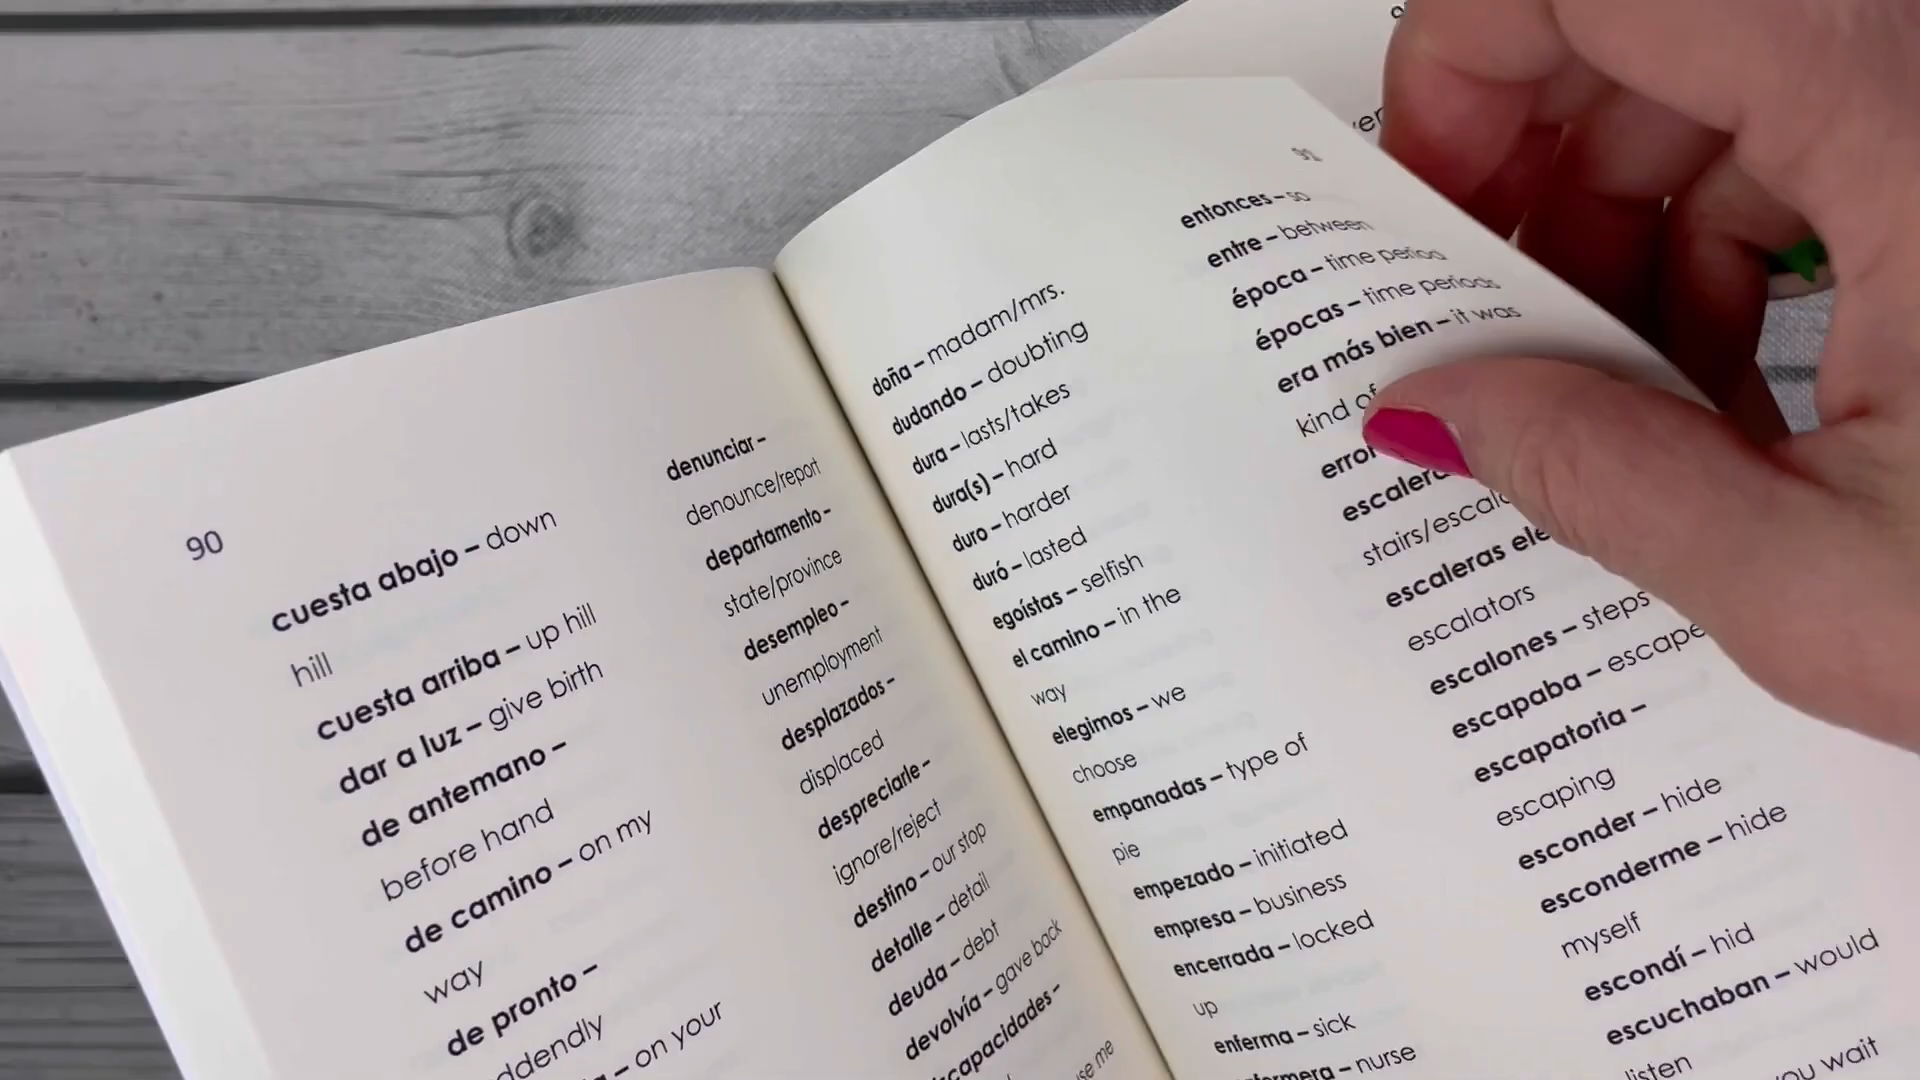 90
cuesta abajo – down
hill
cuesta arriba – up hill
dar a luz – give birth
de antemano –
before hand
de camino – on my
way
de pronto –
– on your
denunciar–
denounce/report
departamento–
state/province
desempleo–
unemployment
desplazados–
displaced
despreciarle–
ignore/reject
destino – our stop
detalle – detail
deuda – debt
devolvía – gave back
me
91
doña – madam/mrs.
dudando – doubting
dura – lasts/takes
dura(s) – hard
duro – harder
duró – lasted
egoístas – selfish
el camino – in the
way
elegimos – we
choose
empanadas – type of
pie
empezado – initiated
empresa – business
encerrada – locked
up
enferma – sick
– nurse
entonces – so
entre – between
época – time period
épocas – time periods
era más bien – it was
kind of
escaleras
escalones – steps
escapaba –
escapatoria –
escaping
esconder – hide
esconderme – hide
myself
escondí – hid
escuchaban – would
listen
you wait
stairs/
escalators